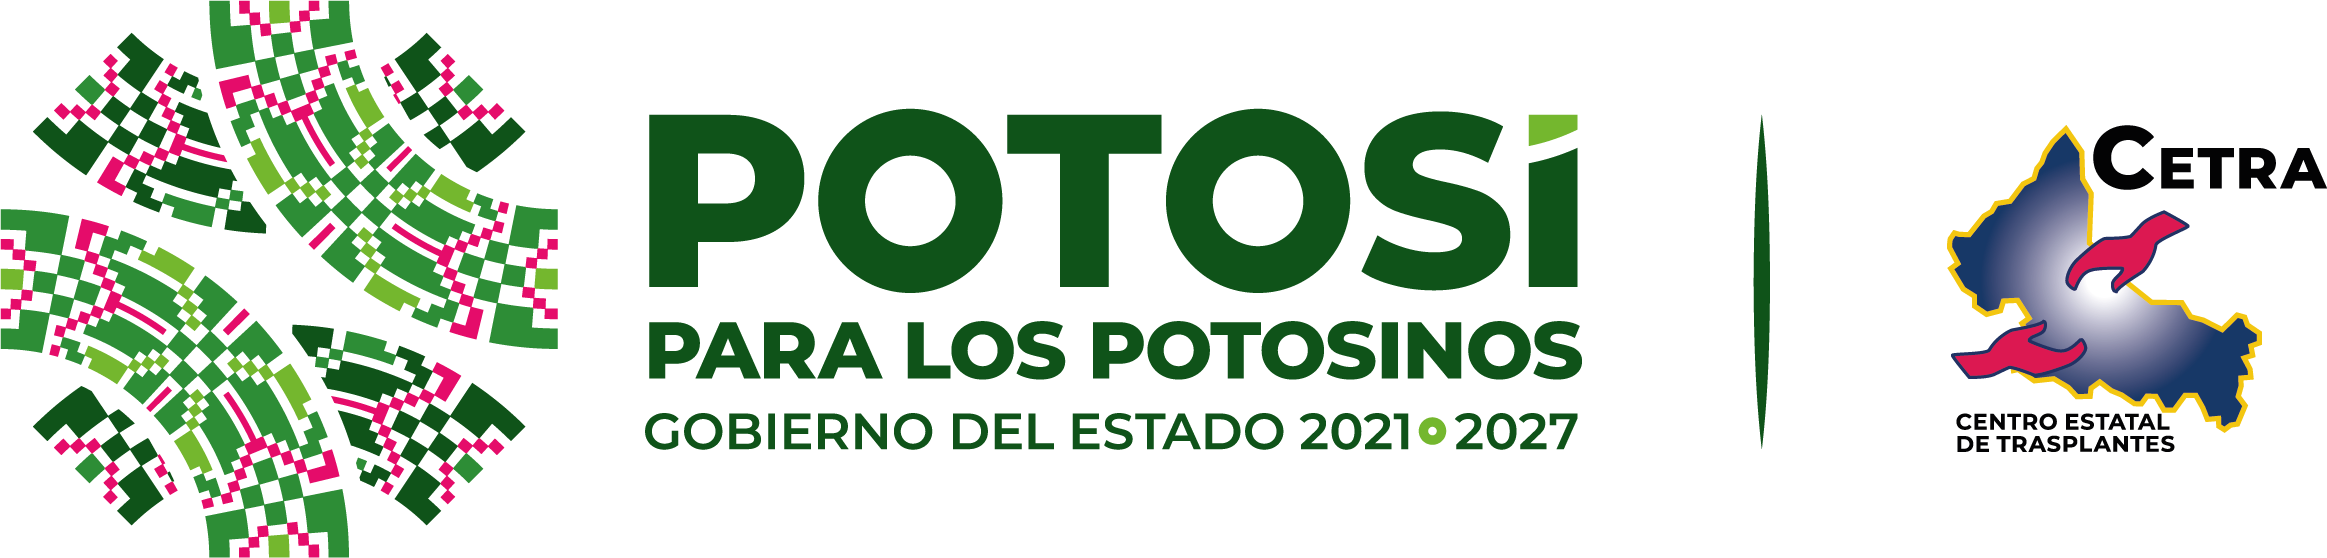 POTOSÍ
PARA LOS POTOSINOS
GOBIERNO DEL ESTADO 2021 2027
CETRA
CENTRO ESTATAL
DE TRASPLANTES